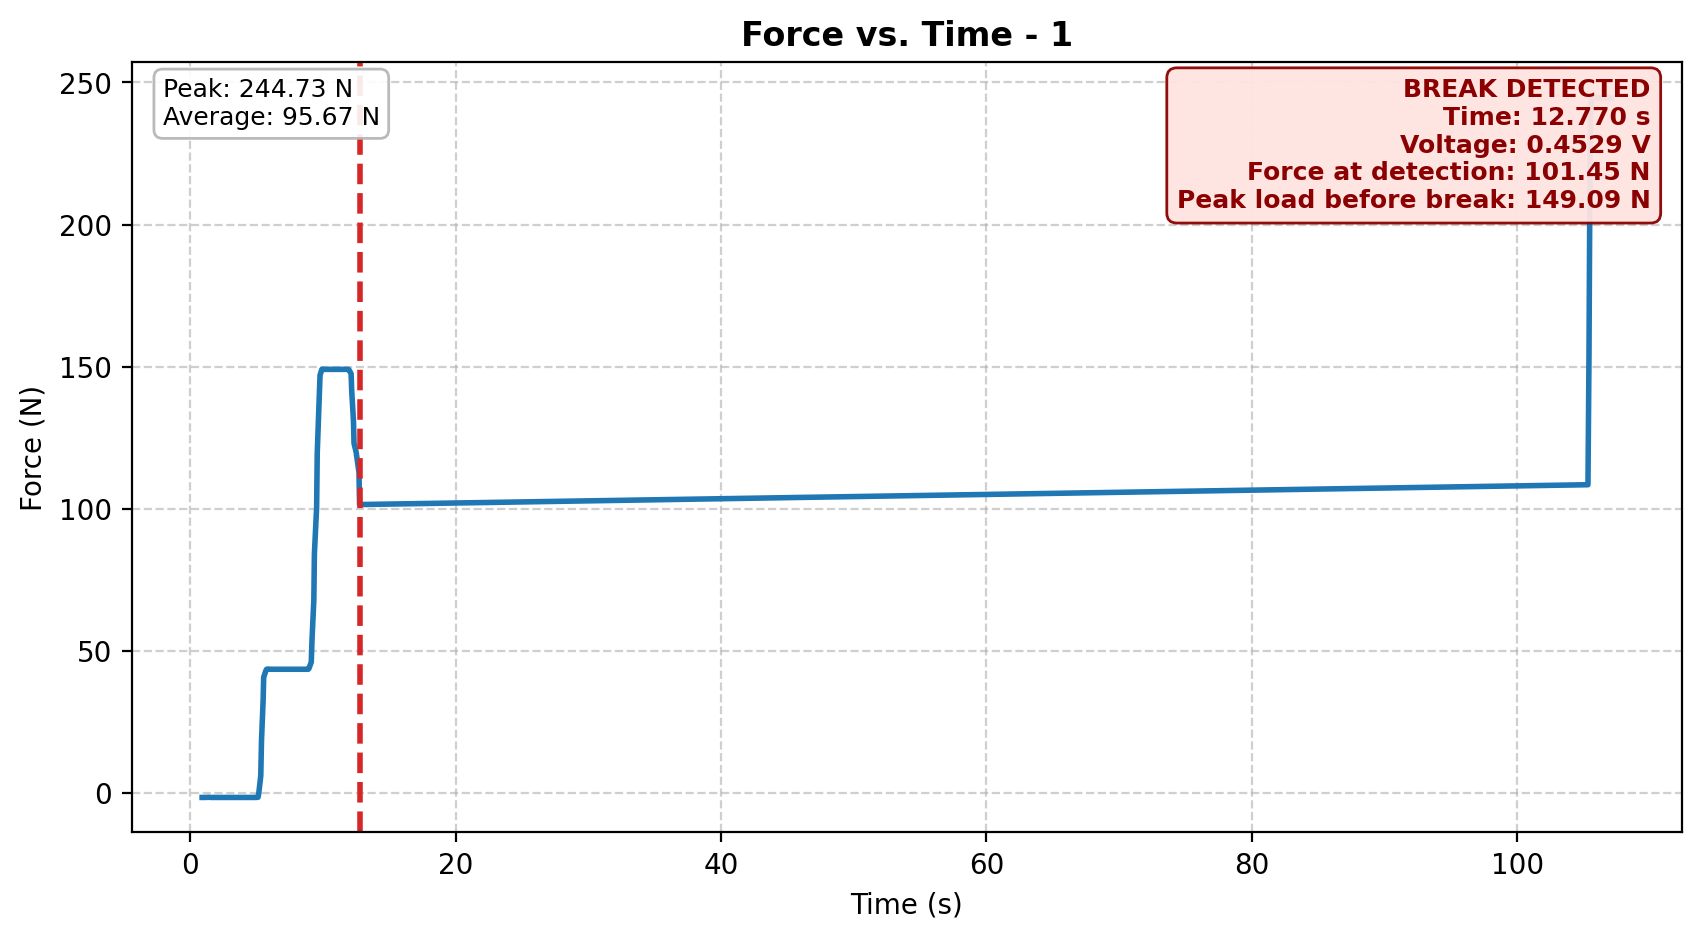 Force vs. Time - 1
Peak: 244.73 N
Average: 95.67 N
BREAK DETECTED
Time: 12.770 s
Voltage: 0.4529 V
Force at detection: 101.45 N
Peak load before break: 149.09 N
Force (N)
250
200
150
100
50
0
0 20 40 60 80 100
Time (s)